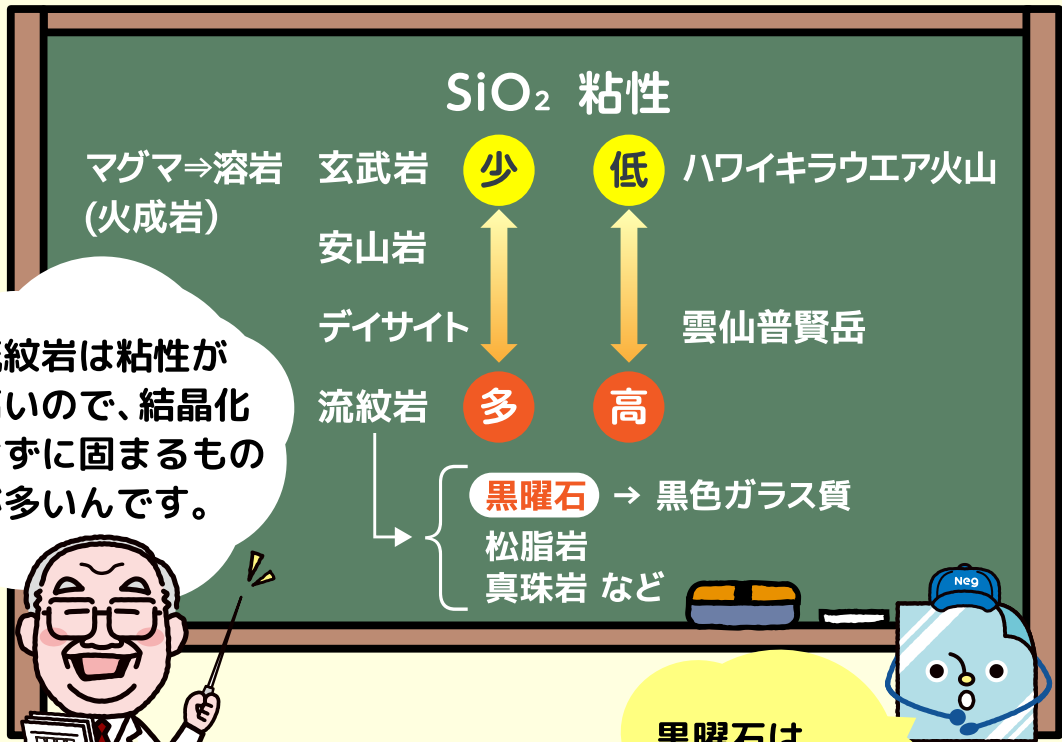 SiO₂ 粘性
マグマ⇒溶岩 玄武岩 少 低 ハワイキラウエア火山
(火成岩)
安山岩
デイサイト 雲仙普賢岳
流紋岩 多 高
黒曜石 → 黒色ガラス質
松脂岩
真珠岩 など
紋岩は粘性が
いので、結晶化
ずに固まるもの
多いんです。
Neg
黒曜石は